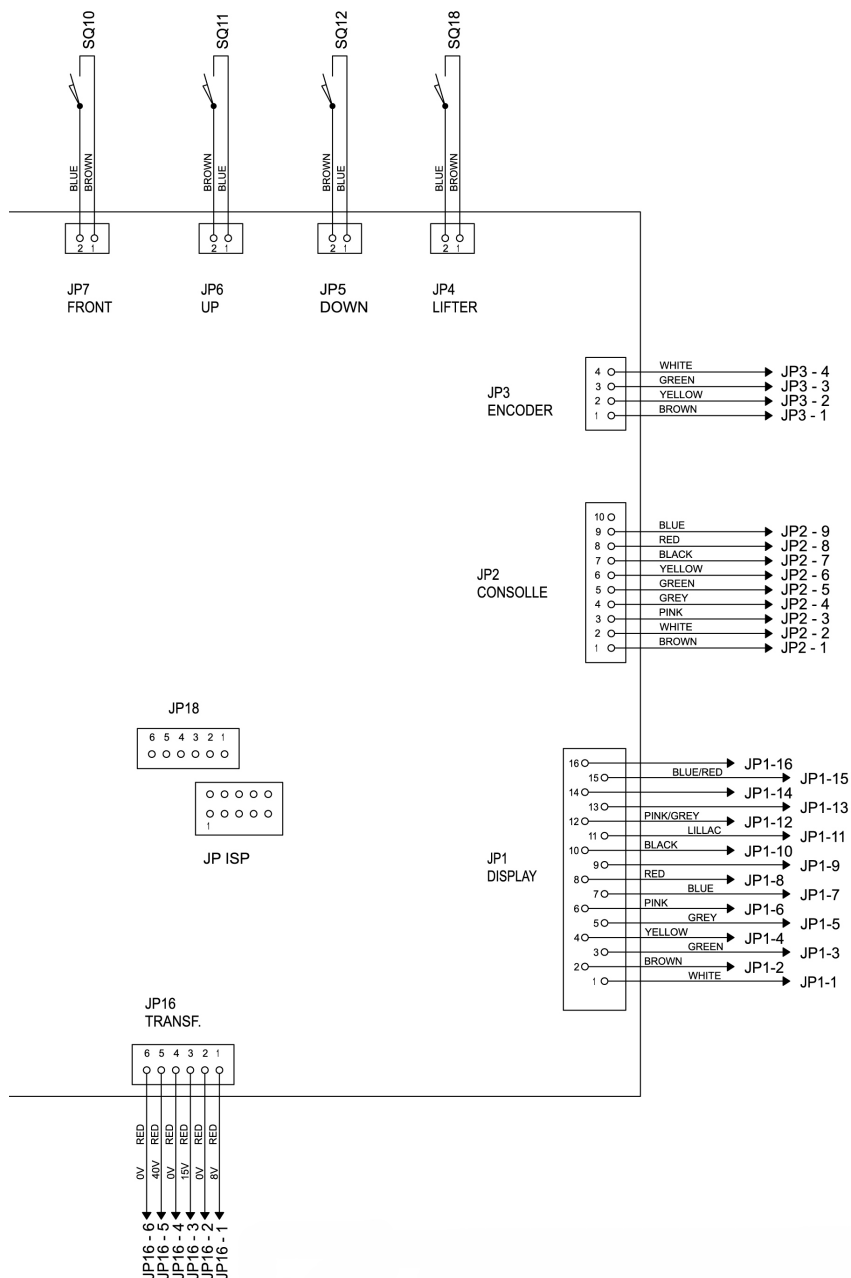 SQ10
SQ11
SQ12
SQ18
BLUE
BROWN
BROWN
BLUE
BROWN
BLUE
BLUE
BROWN
2 1
2 1
2 1
2 1
JP7
FRONT
JP6
UP
JP5
DOWN
JP4
LIFTER
JP3
ENCODER
4 WHITE JP3 - 4
3 GREEN JP3 - 3
2 YELLOW JP3 - 2
1 BROWN JP3 - 1
JP2
CONSOLLE
10
9 BLUE JP2 - 9
8 RED JP2 - 8
7 BLACK JP2 - 7
6 YELLOW JP2 - 6
5 GREEN JP2 - 5
4 GREY JP2 - 4
3 PINK JP2 - 3
2 WHITE JP2 - 2
1 BROWN JP2 - 1
JP18
6 5 4 3 2 1
1
JP ISP
JP1
DISPLAY
16 JP1-16
15 BLUE/RED JP1-15
14 JP1-14
13 JP1-13
12 PINK/GREY JP1-12
11 LILLAC JP1-11
10 BLACK JP1-10
9 JP1-9
8 RED JP1-8
7 BLUE JP1-7
6 PINK JP1-6
5 GREY JP1-5
4 YELLOW JP1-4
3 GREEN JP1-3
2 BROWN JP1-2
1 WHITE JP1-1
JP16
TRANSF.
6 5 4 3 2 1
0V RED JP16 - 6
40V RED JP16 - 5
0V RED JP16 - 4
15V RED JP16 - 3
0V RED JP16 - 2
8V RED JP16 - 1